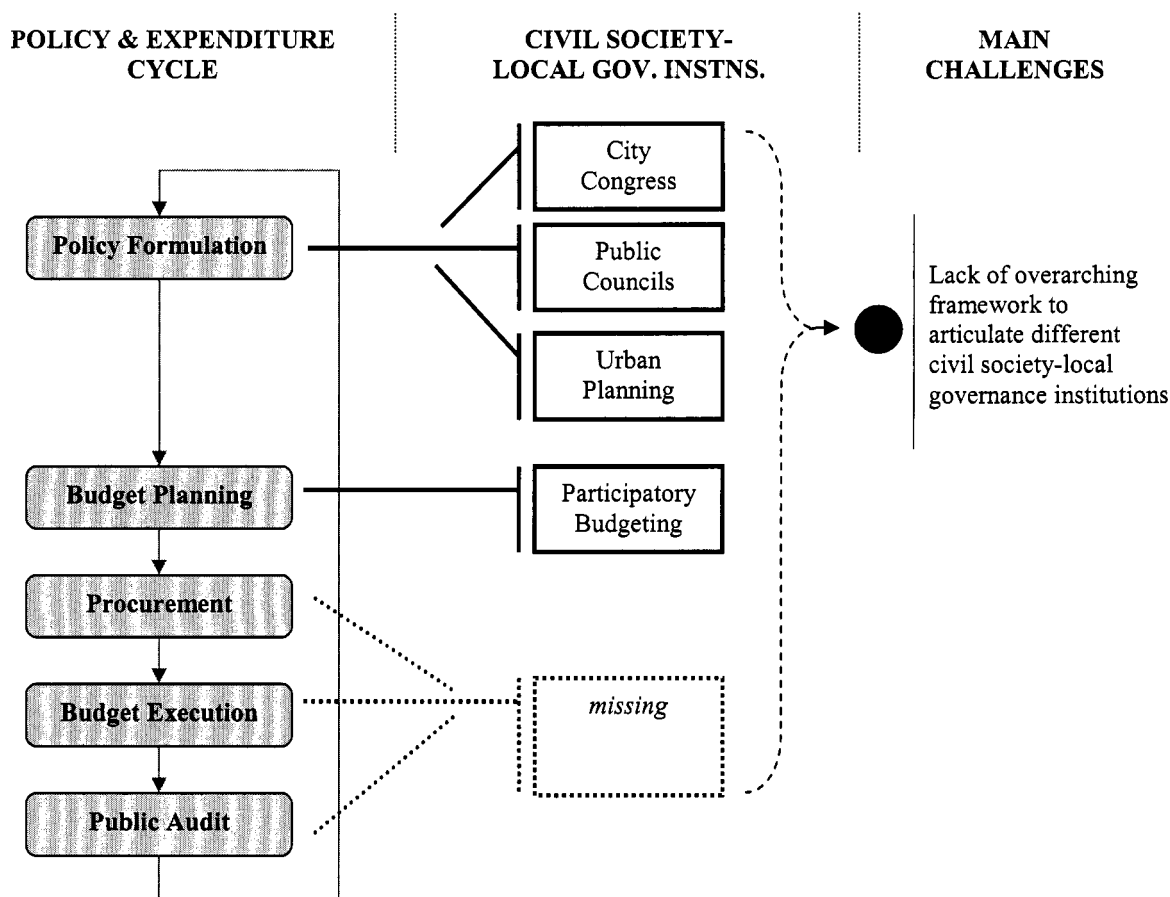 POLICY & EXPENDITURE
CYCLE
CIVIL SOCIETY-
LOCAL GOV. INSTNS.
MAIN
CHALLENGES
City
Congress
Policy Formulation
Public
Councils
Urban
Planning
Lack of overarching
framework to
articulate different
civil society-local
governance institutions
Budget Planning
Participatory
Budgeting
Procurement
Budget Execution
missing
Public Audit